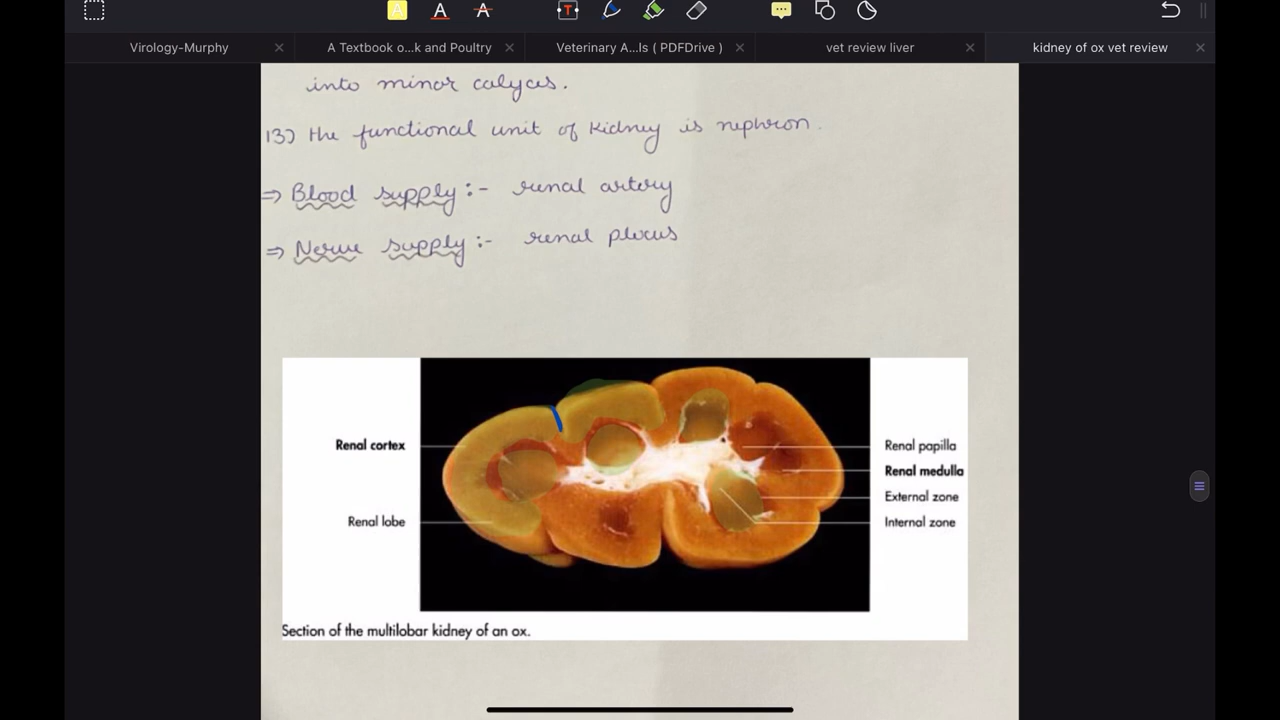 Virology-Murphy
A Textbook o...k and Poultry
Veterinary A...ls ( PDFDrive )
vet review liver
kidney of ox vet review
into minor calyces.
13) the functional unit of kidney is nephron.
⇒ Blood supply :- renal artery
⇒ Nerve supply :- renal plexus
Renal cortex
Renal lobe
Renal papilla
Renal medulla
External zone
Internal zone
Section of the multilobar kidney of an ox.